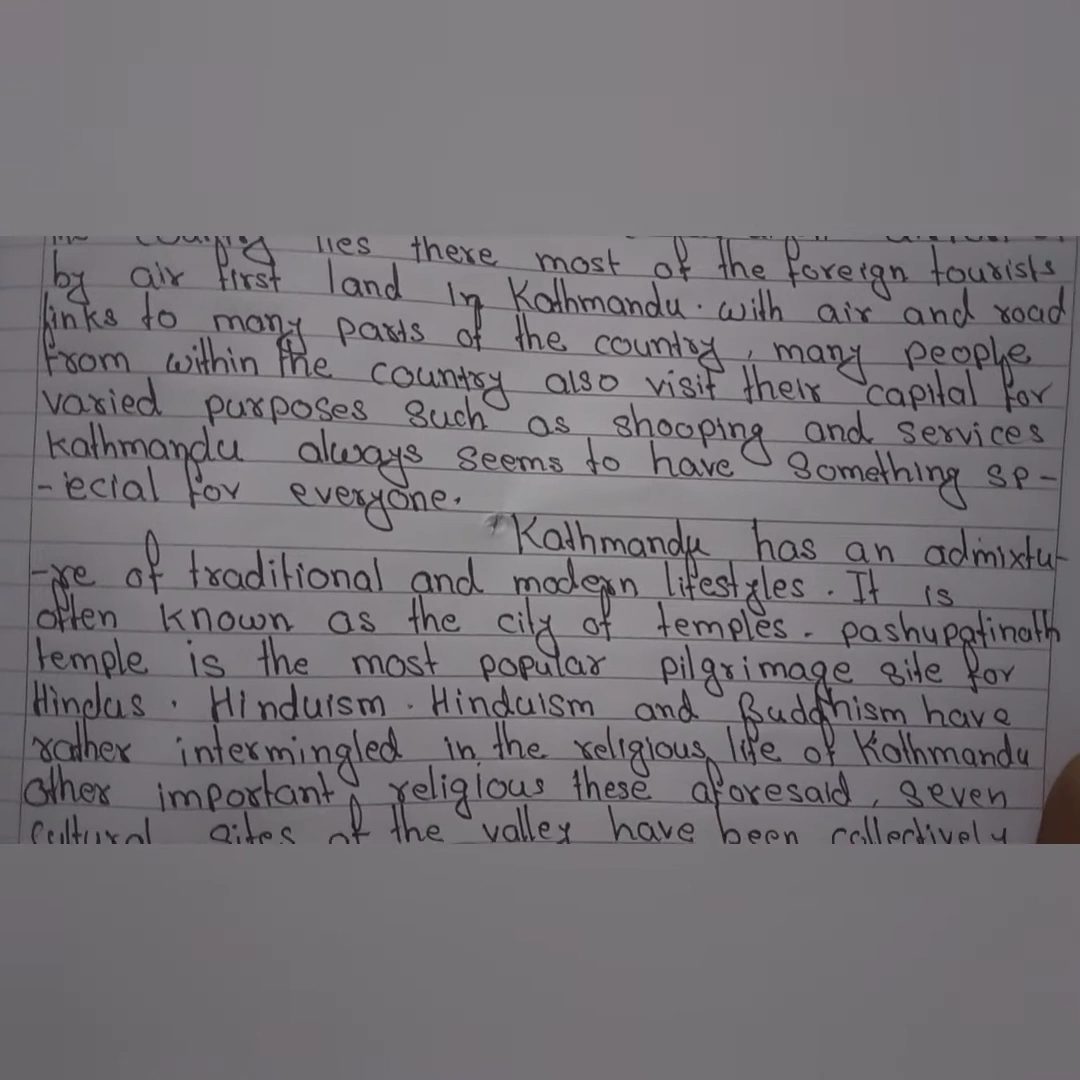 country lies there most of the foreign tourists
by air first land in Kathmandu. with air and road
links to many parts of the country, many people
from within the country also visit their capital for
varied purposes such as shooping and services
kathmandu always seems to have something sp-
-ecial for everyone.
Kathmandu has an admixtu-
-re of traditional and modern lifestyles. It is
often known as the city of temples. pashupatinath
temple is the most popular pilgrimage site for
Hindus. Hinduism. Hinduism and Buddhism have
rather intermingled in the religious life of Kathmandu
other important religious these aforesaid, seven
cultural sites of the valley have been collectively